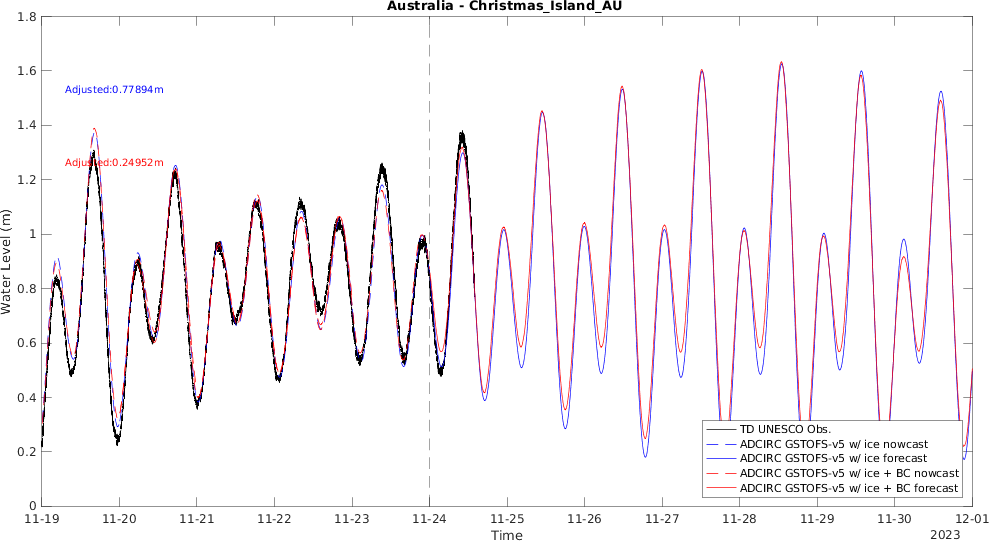 Australia - Christmas_Island_AU
1.8
1.6
1.4
1.2
1
0.8
0.6
0.4
0.2
0
Water Level (m)
Adjusted:0.77894m
Adjusted:0.24952m
TD UNESCO Obs.
ADCIRC GSTOFS-v5 w/ ice nowcast
ADCIRC GSTOFS-v5 w/ ice forecast
ADCIRC GSTOFS-v5 w/ ice + BC nowcast
ADCIRC GSTOFS-v5 w/ ice + BC forecast
11-19 11-20 11-21 11-22 11-23 11-24 11-25 11-26 11-27 11-28 11-29 11-30 12-01
Time
2023